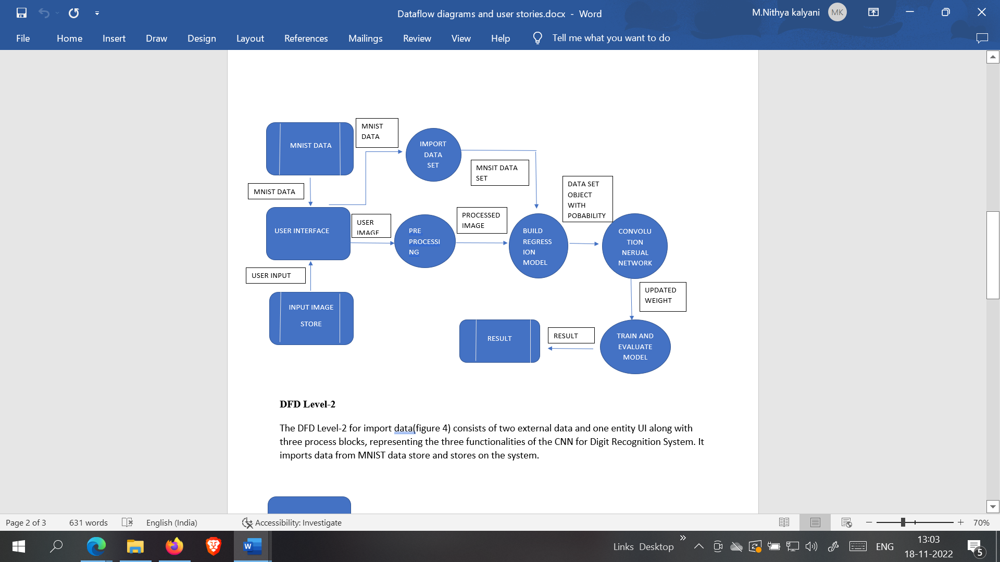 Dataflow diagrams and user stories.docx - Word
M.Nithya kalyani
MK
File
Home
Insert
Draw
Design
Layout
References
Mailings
Review
View
Help
Tell me what you want to do
MNIST DATA
MNIST
DATA
IMPORT
DATA
SET
MNSIT DATA
SET
MNIST DATA
DATA SET
OBJECT
WITH
POBABILITY
USER INTERFACE
USER
IMAGE
PRE
PROCESSI
NG
PROCESSED
IMAGE
BUILD
REGRESS
ION
MODEL
CONVOLU
TION
NERUAL
NETWORK
USER INPUT
UPDATED
WEIGHT
INPUT IMAGE
STORE
RESULT
RESULT
TRAIN AND
EVALUATE
MODEL
DFD Level-2
The DFD Level-2 for import data(figure 4) consists of two external data and one entity UI along with
three process blocks, representing the three functionalities of the CNN for Digit Recognition System. It
imports data from MNIST data store and stores on the system.
Page 2 of 3
631 words
English (India)
Accessibility: Investigate
70%
W
Links
Desktop
ENG
13:03
18-11-2022
5